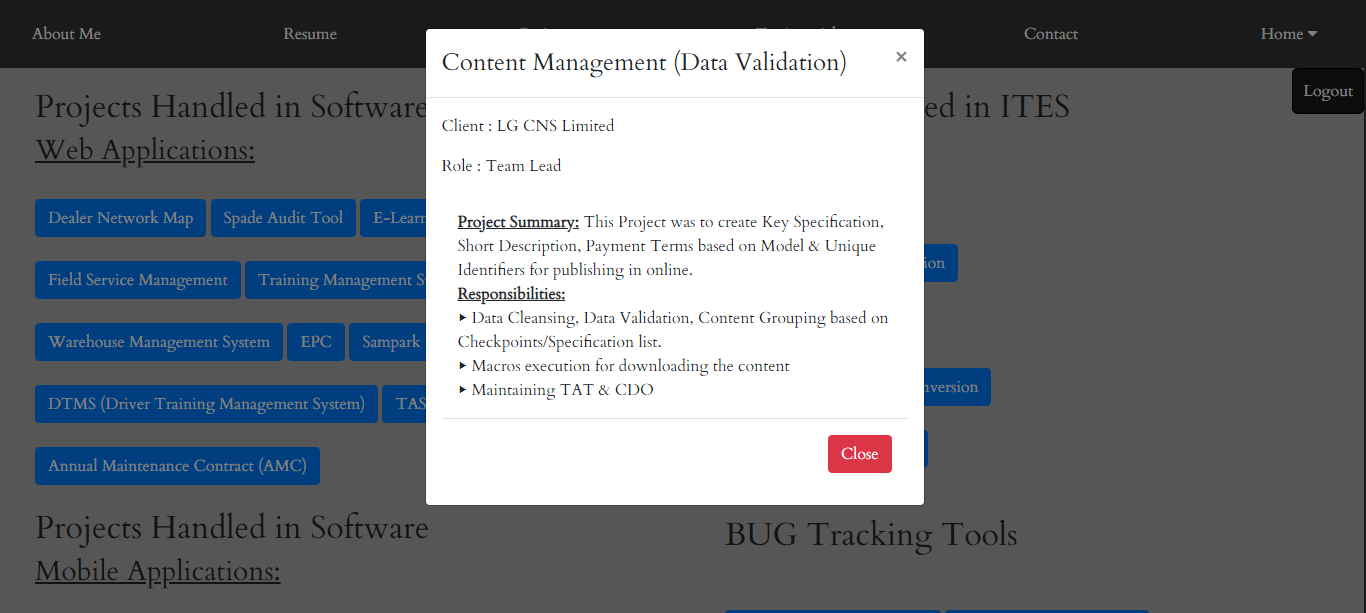 About Me
Resume
Contact
Home
Logout
Content Management (Data Validation)
×
Client : LG CNS Limited
Role : Team Lead
Project Summary: This Project was to create Key Specification,
Short Description, Payment Terms based on Model & Unique
Identifiers for publishing in online.
Responsibilities:
‣ Data Cleansing, Data Validation, Content Grouping based on
Checkpoints/Specification list.
‣ Macros execution for downloading the content
‣ Maintaining TAT & CDO
Close
Projects Handled in Software
Web Applications:
Dealer Network Map
Spade Audit Tool
E-Learn
Field Service Management
Training Management S
Warehouse Management System
EPC
Sampark
DTMS (Driver Training Management System)
TAS
Annual Maintenance Contract (AMC)
Projects Handled in Software
Mobile Applications:
ed in ITES
ion
nversion
BUG Tracking Tools